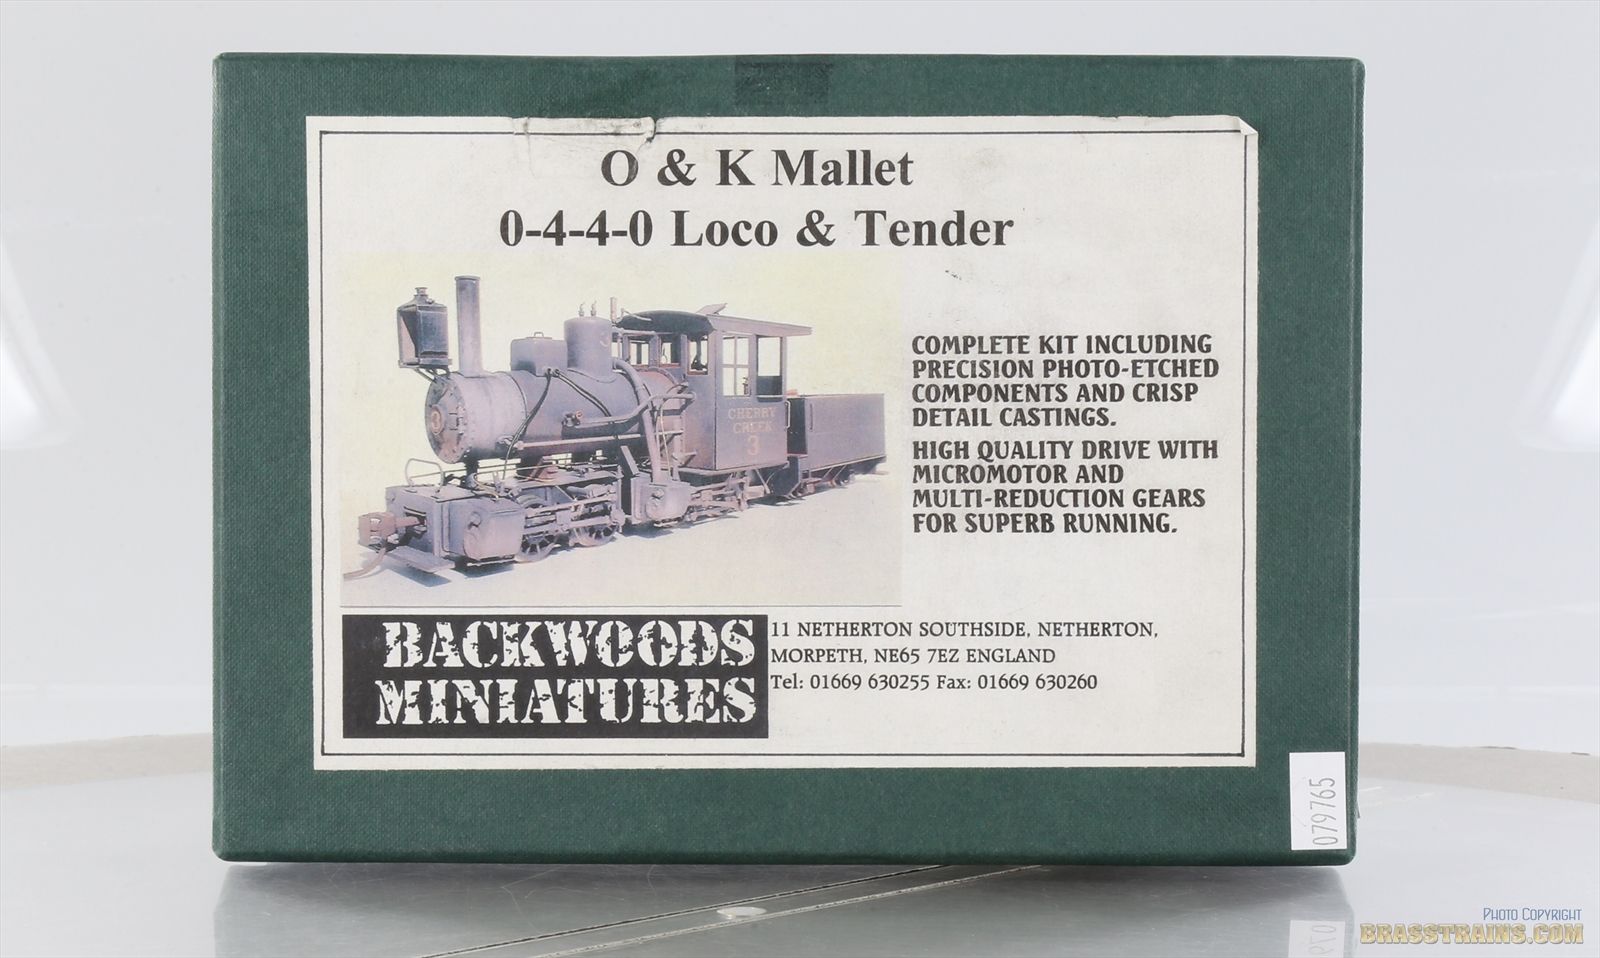 O & K Mallet
0-4-4-0 Loco & Tender
CHERRY
CREEK
3
3
COMPLETE KIT INCLUDING
PRECISION PHOTO-ETCHED
COMPONENTS AND CRISP
DETAIL CASTINGS.
HIGH QUALITY DRIVE WITH
MICROMOTOR AND
MULTI-REDUCTION GEARS
FOR SUPERB RUNNING.
BACKWOODS
MINIATURES
11 NETHERTON SOUTHSIDE, NETHERTON,
MORPETH, NE65 7EZ ENGLAND
Tel: 01669 630255 Fax: 01669 630260
079765
PHOTO COPYRIGHT
BRASSTRAINS.COM